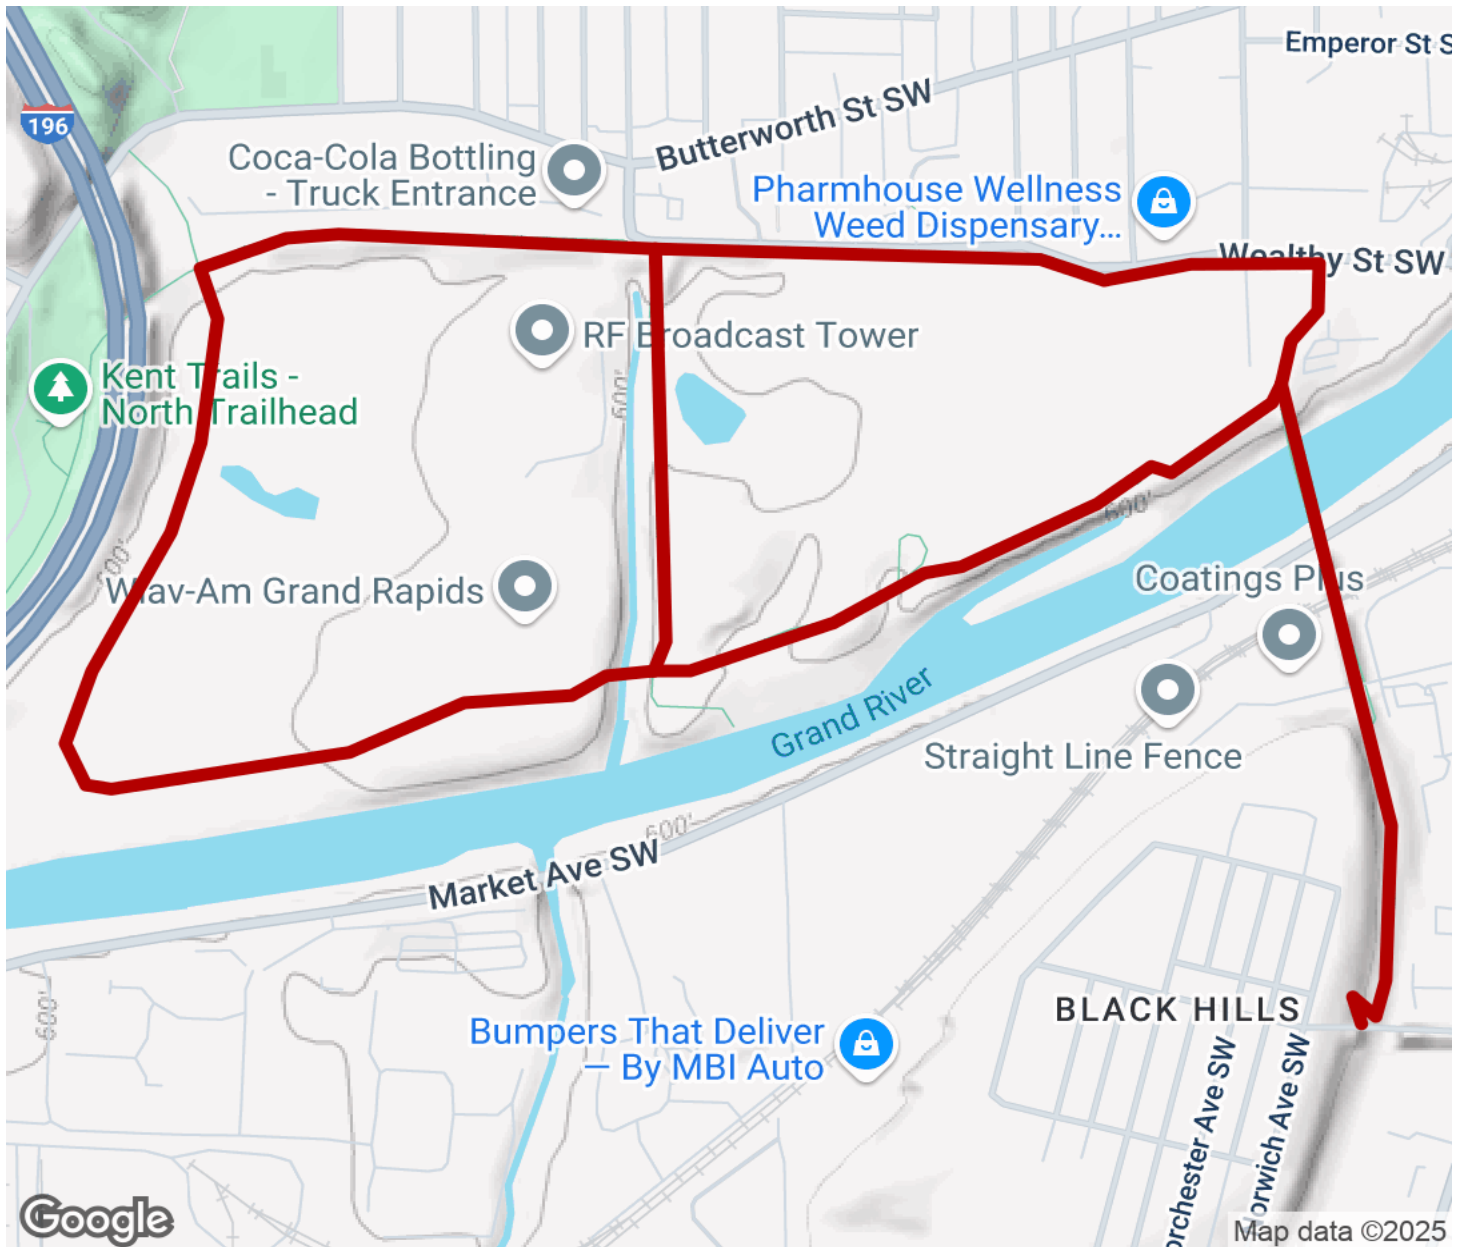 Emperor St S
Butterworth St SW
196
Coca-Cola Bottling
- Truck Entrance
Pharmhouse Wellness
Weed Dispensary...
Wealthy St SW
RF Broadcast Tower
600'
Kent Trails -
North Trailhead
600'
600'
Wlav-Am Grand Rapids
Coatings Plus
Grand River
Straight Line Fence
600'
Market Ave SW
600'
BLACK HILLS
Bumpers That Deliver
— By MBI Auto
orchester Ave SW
Norwich Ave SW
Google
Map data ©2025